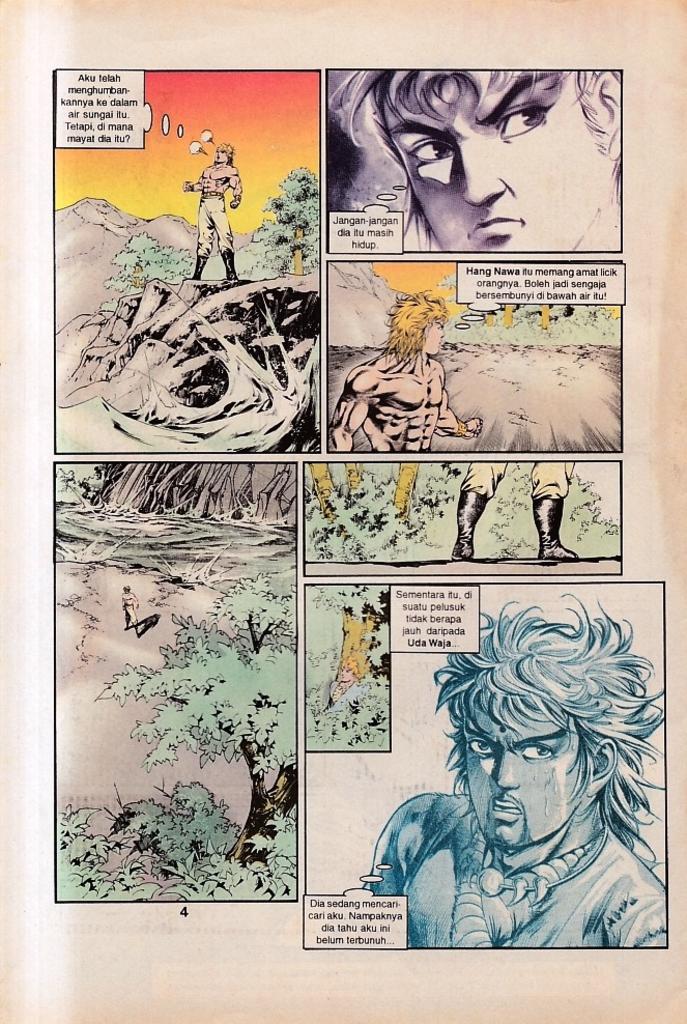 Aku telah
menghumban-
kannya ke dalam
air sungai itu.
Tetapi, di mana
mayat dia itu?
Jangan-jangan
dia itu masih
hidup.
Hang Nawa itu memang amat licik
orangnya. Boleh jadi sengaja
bersembunyi di bawah air itu!
Sementara itu, di
suatu pelusuk
tidak berapa
jauh daripada
Uda Waja...
Dia sedang mencari-
cari aku. Nampaknya
dia tahu aku ini
belum terbunuh...
4